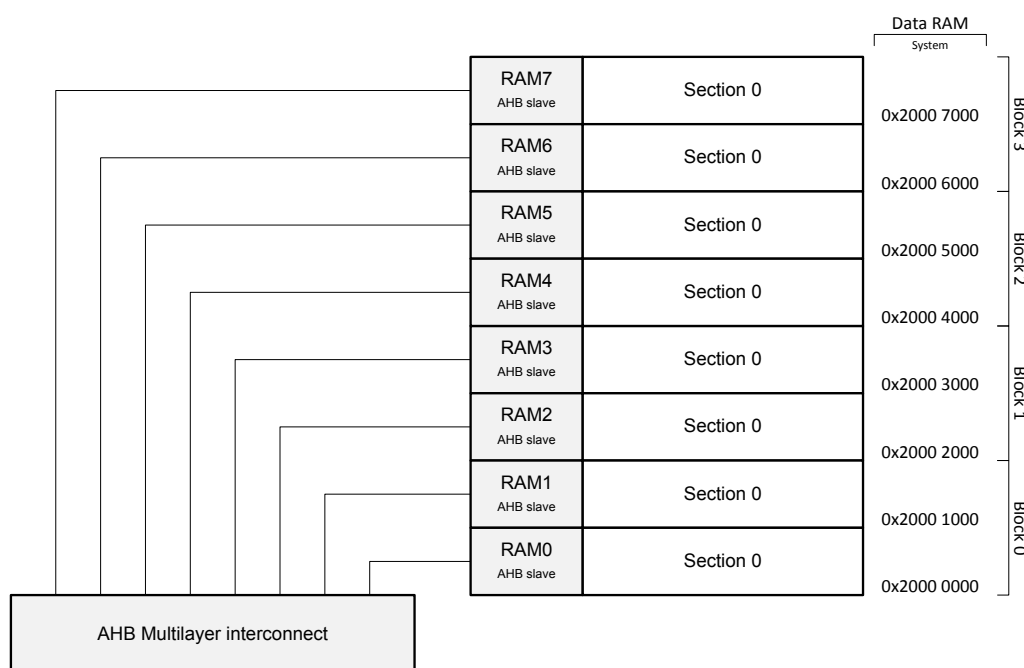 Data RAM
System
RAM7
AHB slave
Section 0
0x2000 7000
Block 3
RAM6
AHB slave
Section 0
0x2000 6000
RAM5
AHB slave
Section 0
0x2000 5000
Block 2
RAM4
AHB slave
Section 0
0x2000 4000
RAM3
AHB slave
Section 0
0x2000 3000
Block 1
RAM2
AHB slave
Section 0
0x2000 2000
RAM1
AHB slave
Section 0
0x2000 1000
Block 0
RAM0
AHB slave
Section 0
0x2000 0000
AHB Multilayer interconnect